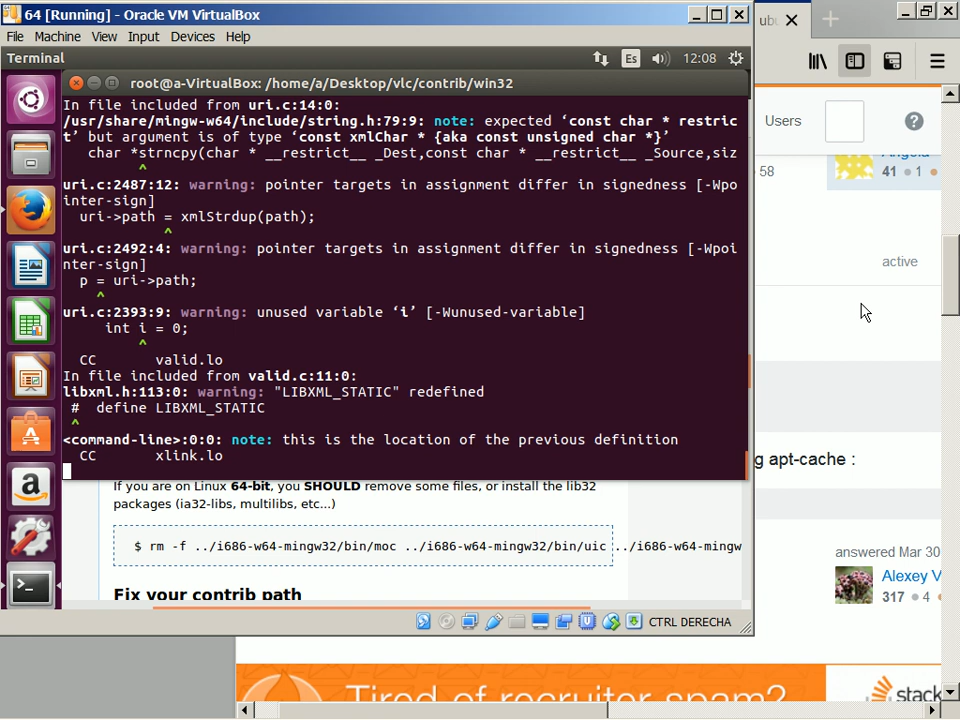 64 [Running] - Oracle VM VirtualBox
File Machine View Input Devices Help
Terminal
Es
12:08
root@a-VirtualBox: /home/a/Desktop/vlc/contrib/win32
In file included from uri.c:14:0:
/usr/share/mingw-w64/include/string.h:79:9: note: expected ‘const char * restric
t’ but argument is of type ‘const xmlChar * {aka const unsigned char *}’
char *strncpy(char * __restrict__ _Dest,const char * __restrict__ _Source,siz
^
uri.c:2487:12: warning: pointer targets in assignment differ in signedness [-Wpo
inter-sign]
uri->path = xmlStrdup(path);
^
uri.c:2492:4: warning: pointer targets in assignment differ in signedness [-Wpoi
nter-sign]
p = uri->path;
^
uri.c:2393:9: warning: unused variable ‘i’ [-Wunused-variable]
int i = 0;
^
CC valid.lo
In file included from valid.c:11:0:
libxml.h:113:0: warning: "LIBXML_STATIC" redefined
# define LIBXML_STATIC
^
<command-line>:0:0: note: this is the location of the previous definition
CC xlink.lo
If you are on Linux 64-bit, you SHOULD remove some files, or install the lib32
packages (ia32-libs, multilibs, etc...)
$ rm -f ../i686-w64-mingw32/bin/moc ../i686-w64-mingw32/bin/uic ../i686-w64-mingw
Fix your contrib path
CTRL DERECHA
ubu
Users
?
58
41 1
active
g apt-cache :
answered Mar 30
Alexey V
317 4
Tired of recruiter spam?
stack